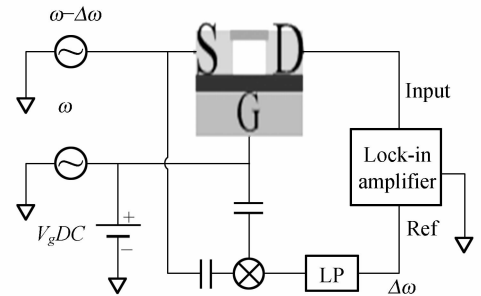 ω−Δω
S D
G
ω
Input
Lock-in
amplifier
Ref
VgDC
+
−
LP
Δω